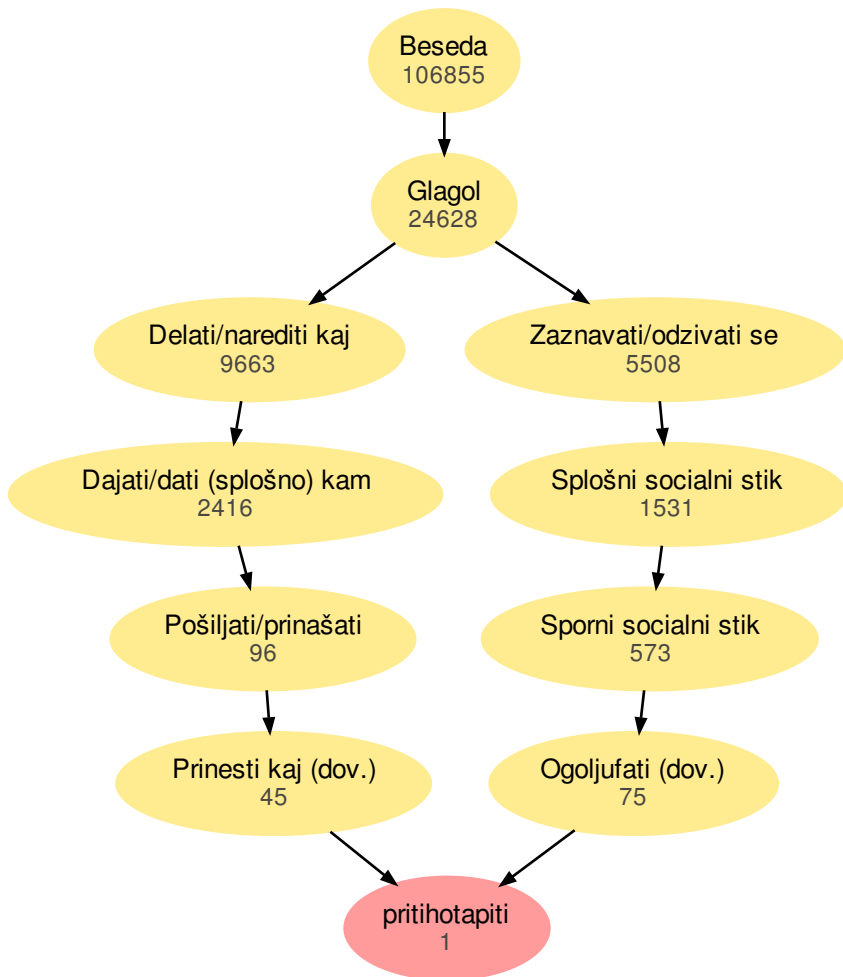 Beseda
106855
Glagol
24628
Delati/narediti kaj
9663
Zaznavati/odzivati se
5508
Dajati/dati (splošno) kam
2416
Splošni socialni stik
1531
Pošiljati/prinašati
96
Sporni socialni stik
573
Prinesti kaj (dov.)
45
Ogoljufati (dov.)
75
pritihotapiti
1